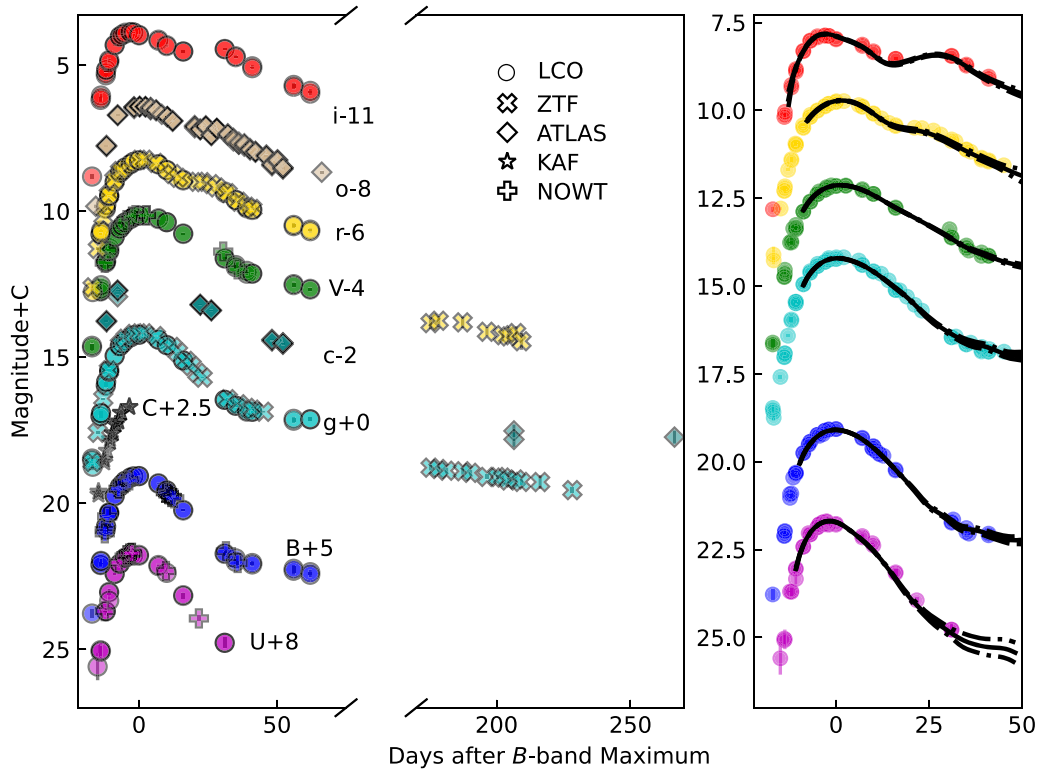 Magnitude+C
5
10
15
20
25
i-11
o-8
r-6
V-4
c-2
g+0
C+2.5
B+5
U+8
LCO
ZTF
ATLAS
KAF
NOWT
0
50
200
250
Days after B-band Maximum
7.5
10.0
12.5
15.0
17.5
20.0
22.5
25.0
0
25
50